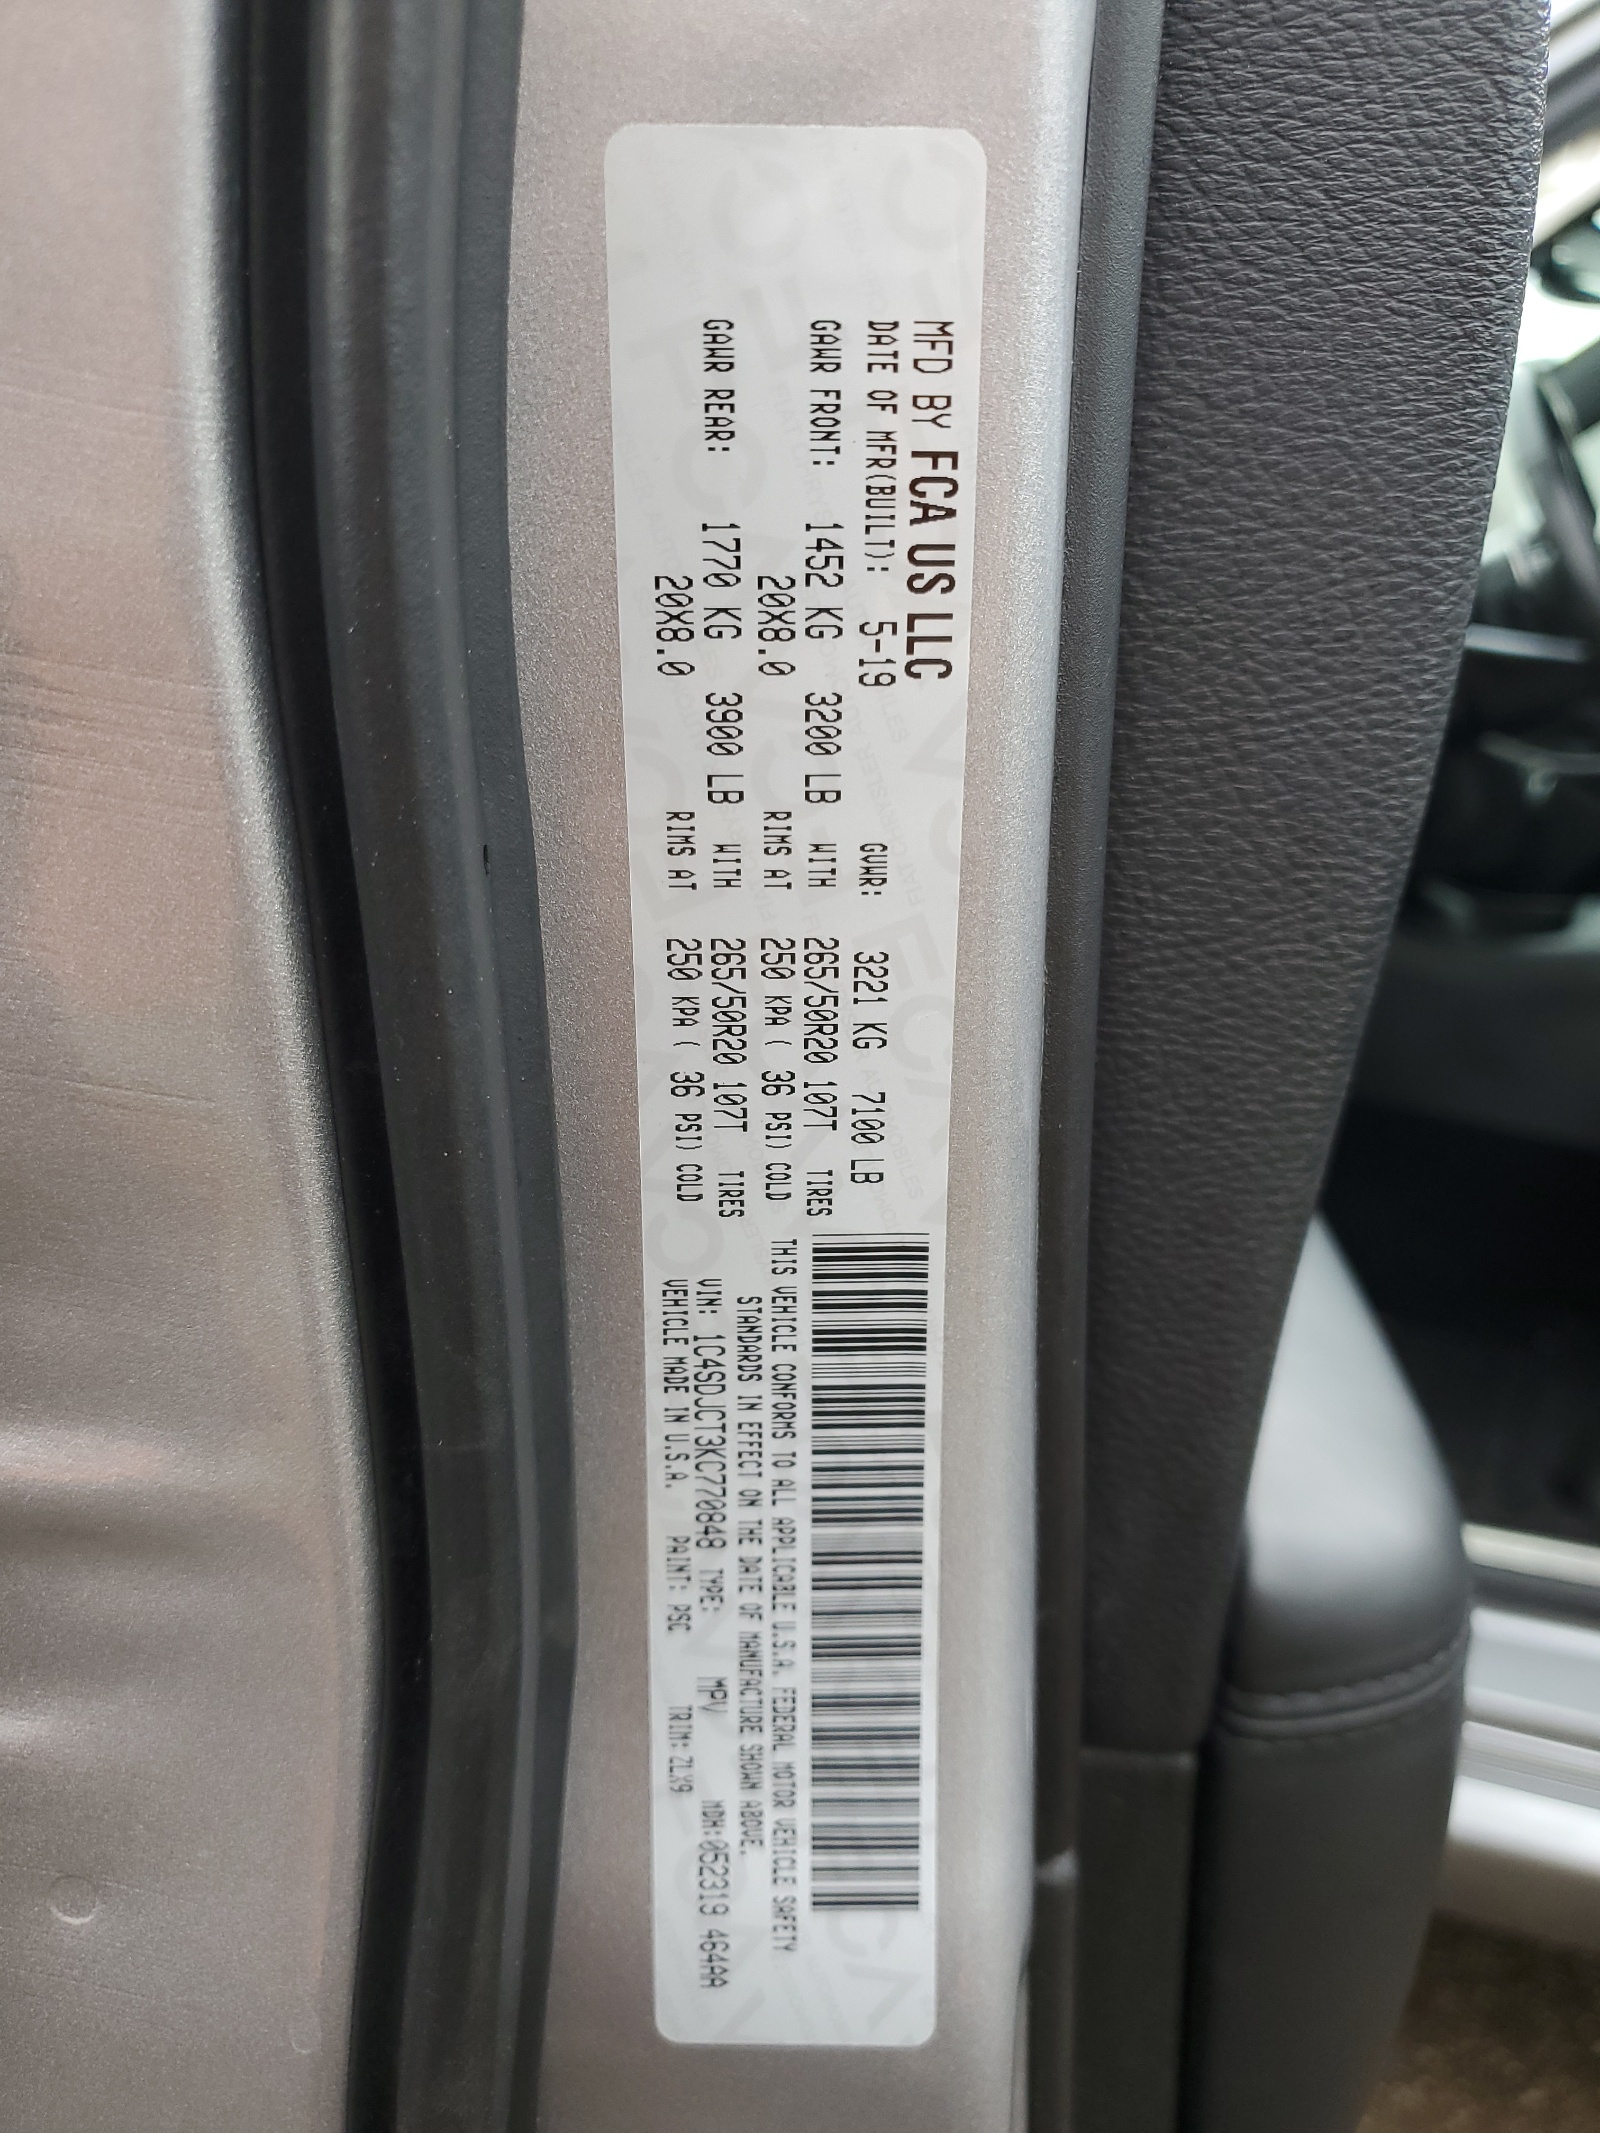 MFD BY FCA US LLC
DATE OF MFR(BUILT): 5-19 GVWR: 3221 KG 7100 LB
GAWR FRONT: 1452 KG 3200 LB WITH 265/50R20 107T TIRES
20X8.0 RIMS AT 250 KPA ( 36 PSI) COLD
GAWR REAR: 1770 KG 3900 LB WITH 265/50R20 107T TIRES
20X8.0 RIMS AT 250 KPA ( 36 PSI) COLD
THIS VEHICLE CONFORMS TO ALL APPLICABLE U.S.A. FEDERAL MOTOR VEHICLE SAFETY
STANDARDS IN EFFECT ON THE DATE OF MANUFACTURE SHOWN ABOVE.
VIN: 1C4SDJCT3KC770848 TYPE: MPV MDH:052319 464AA
VEHICLE MADE IN U.S.A. PAINT: PSC TRIM: ZLX9